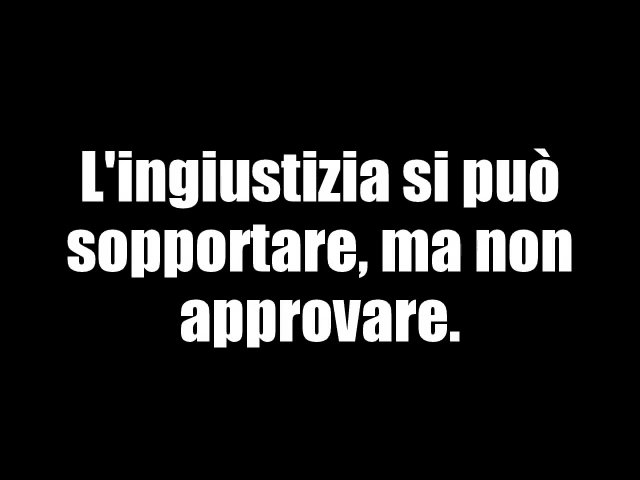 L'ingiustizia si può
sopportare, ma non
approvare.